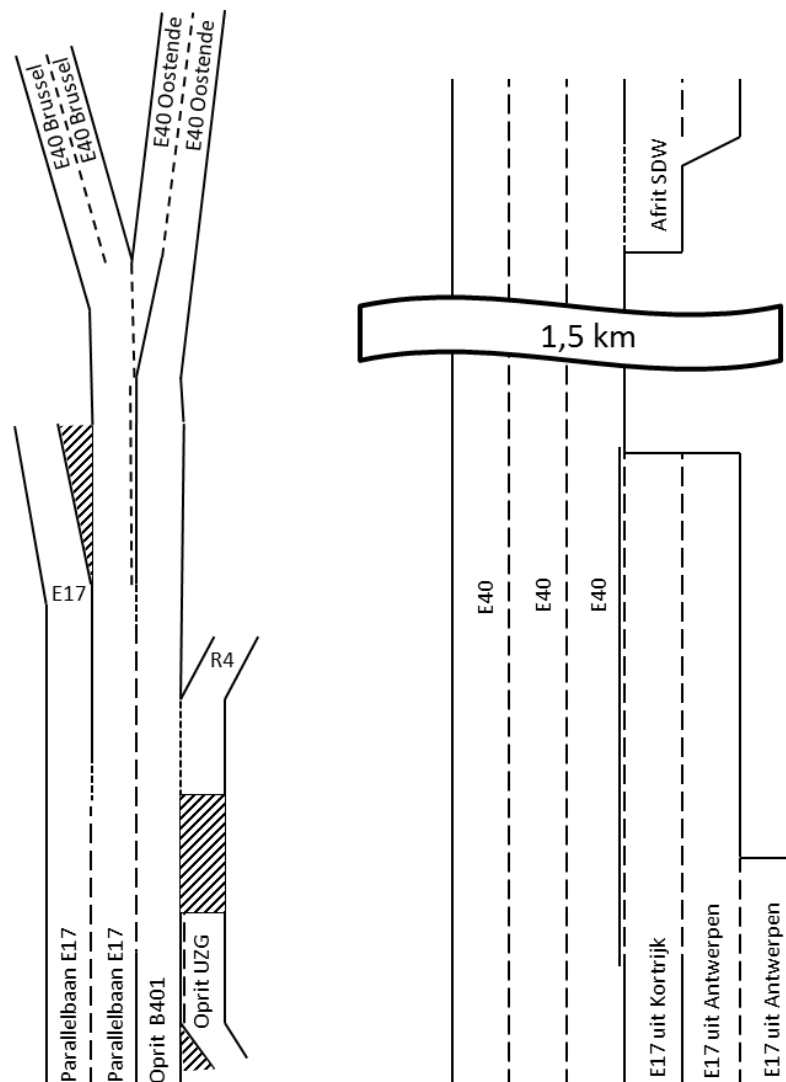 E40 Brussel
E40 Brussel
E40 Oostende
E40 Oostende
E17
R4
Parallelbaan E17
Parallelbaan E17
Oprit B401
Oprit UZG
Afrit SDW
1,5 km
E40
E40
E40
E17 uit Kortrijk
E17 uit Antwerpen
E17 uit Antwerpen